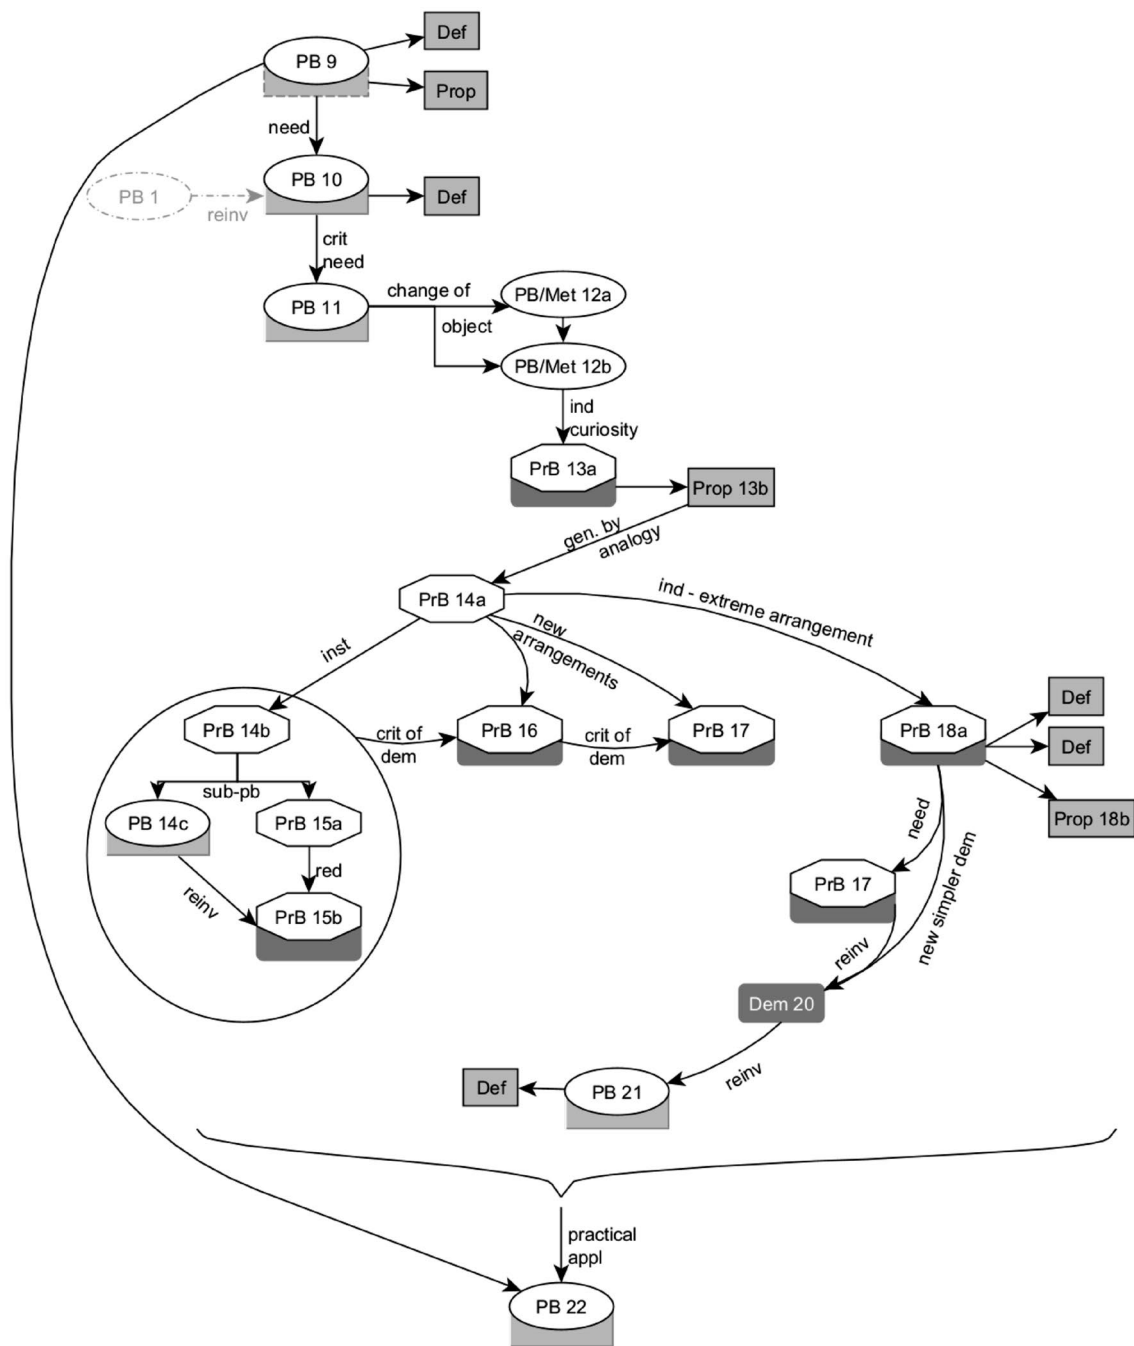 Def
PB 9
Prop
need
PB 10
PB 1
Def
reinv
crit
need
PB/Met 12a
change of
PB 11
object
PB/Met 12b
ind
curiosity
PrB 13a
Prop 13b
gen. by
analogy
PrB 14a
ind - extreme arrangement
new
arrangements
inst
Def
PrB 14b
PrB 16
PrB 17
PrB 18a
crit of
dem
crit of
dem
Def
sub-pb
PB 14c
PrB 15a
Prop 18b
need
red
PrB 17
new simpler dem
reinv
PrB 15b
reinv
Dem 20
reinv
Def
PB 21
practical
appl
PB 22